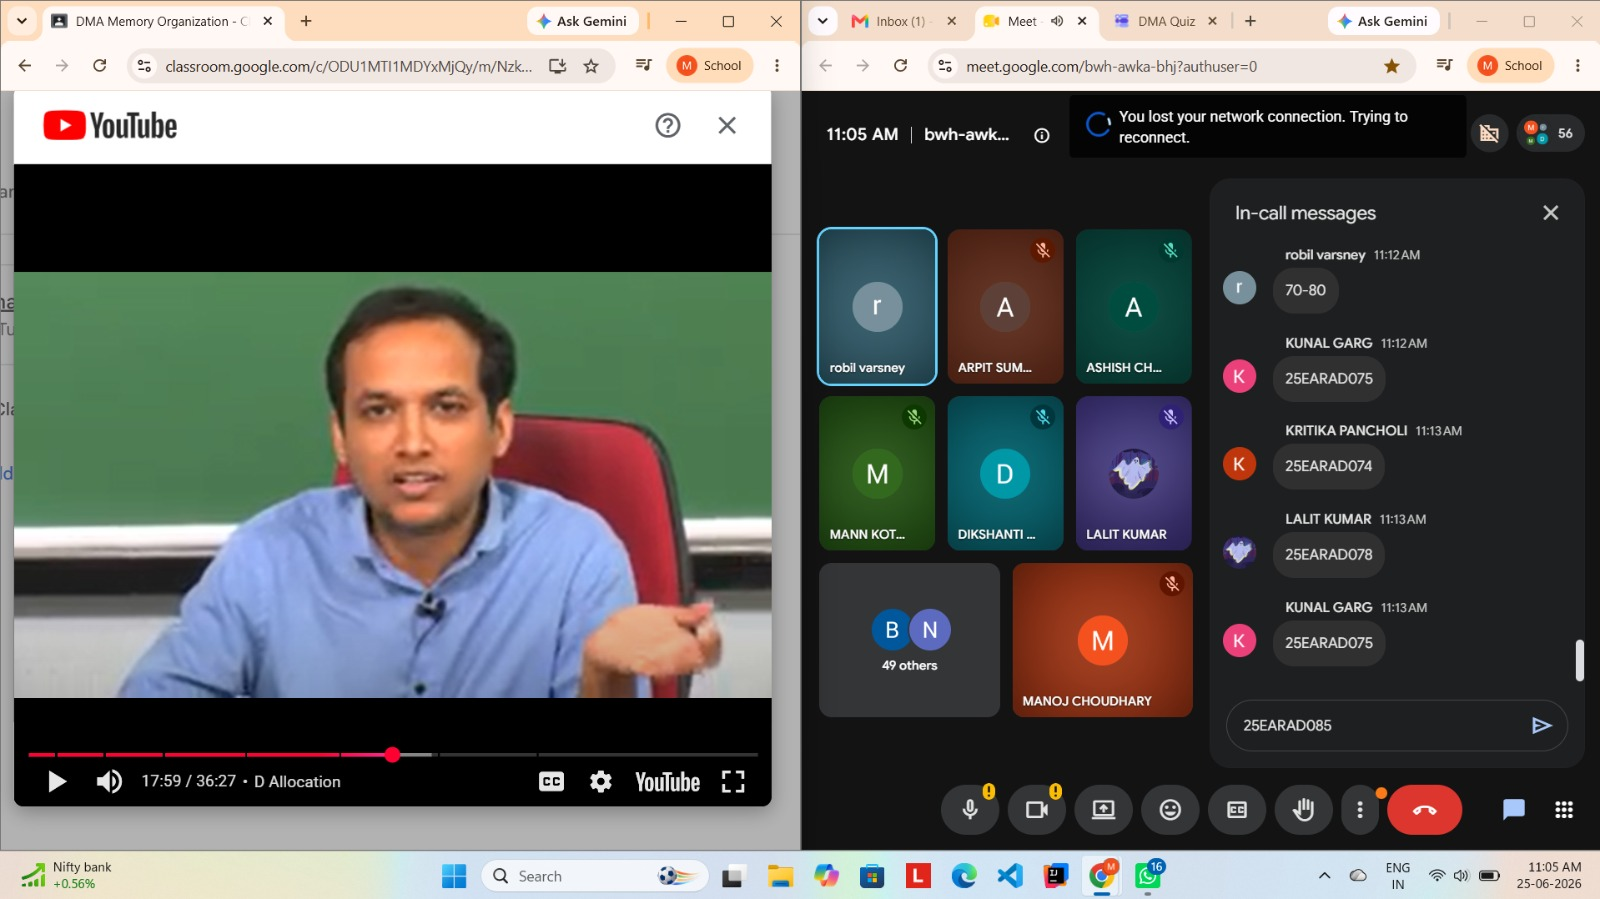 DMA Memory Organization - C
Ask Gemini
classroom.google.com/c/ODU1MTI1MDYxMjQy/m/Nzk...
School
YouTube
17:59 / 36:27 • D Allocation
CC
YouTube
Inbox (1)
Meet
DMA Quiz
Ask Gemini
meet.google.com/bwh-awka-bhj?authuser=0
School
11:05 AM
bwh-awk...
You lost your network connection. Trying to
reconnect.
56
r
robil varsney
A
ARPIT SUM...
A
ASHISH CH...
M
MANN KOT...
D
DIKSHANTI ...
LALIT KUMAR
B N
49 others
M
MANOJ CHOUDHARY
In-call messages
robil varsney 11:12 AM
r
70-80
KUNAL GARG 11:12 AM
K
25EARAD075
KRITIKA PANCHOLI 11:13 AM
K
25EARAD074
LALIT KUMAR 11:13 AM
25EARAD078
KUNAL GARG 11:13 AM
K
25EARAD075
25EARAD085
Nifty bank
+0.56%
Search
16
ENG
IN
11:05 AM
25-06-2026